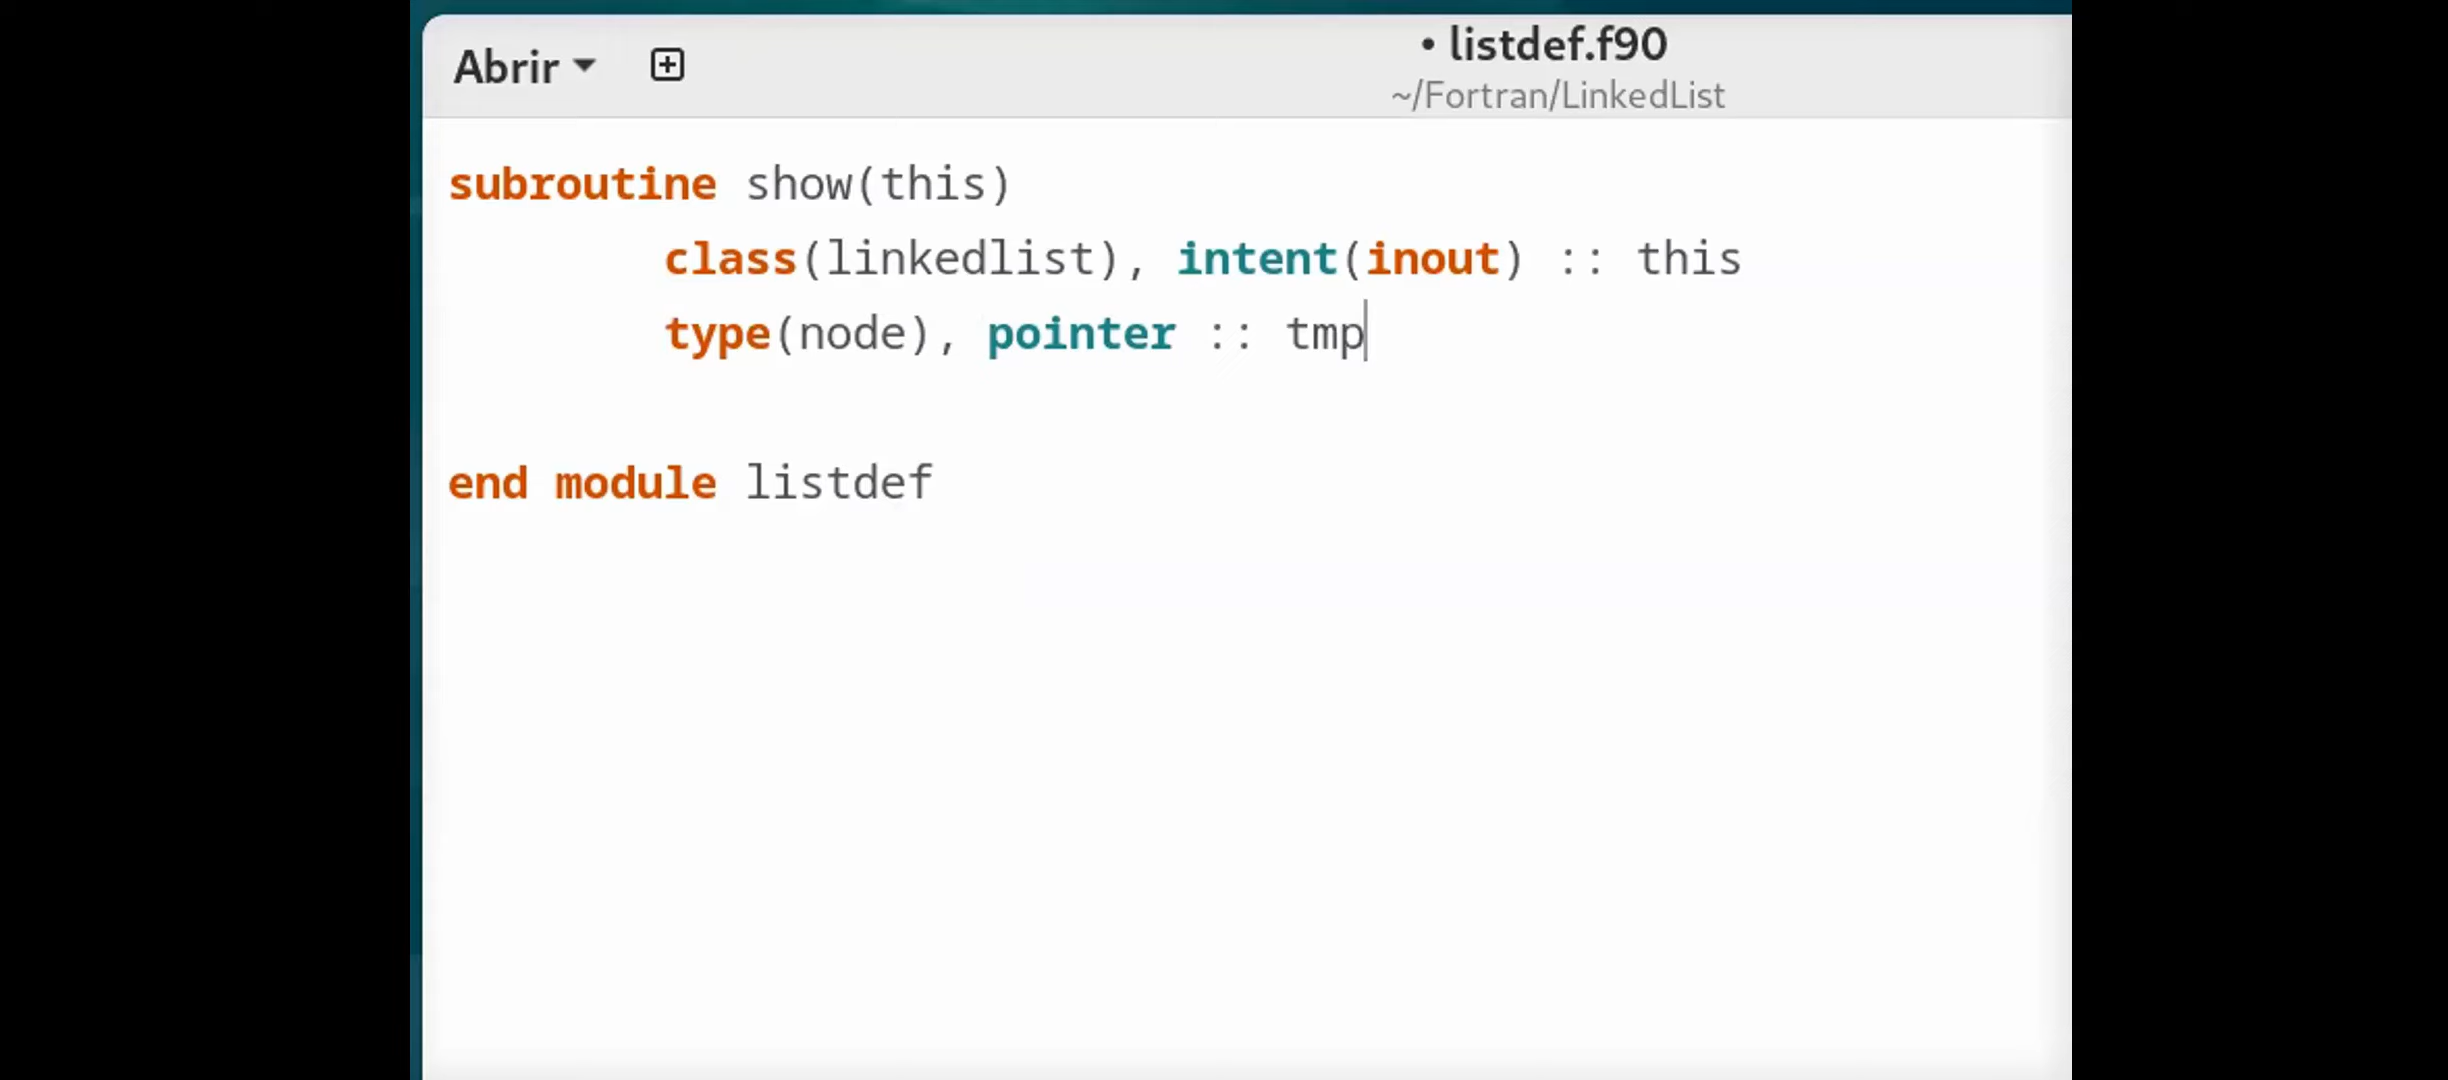 Abrir
• listdef.f90
~/Fortran/LinkedList
subroutine show(this)
class(linkedlist), intent(inout) :: this
type(node), pointer :: tmp
end module listdef